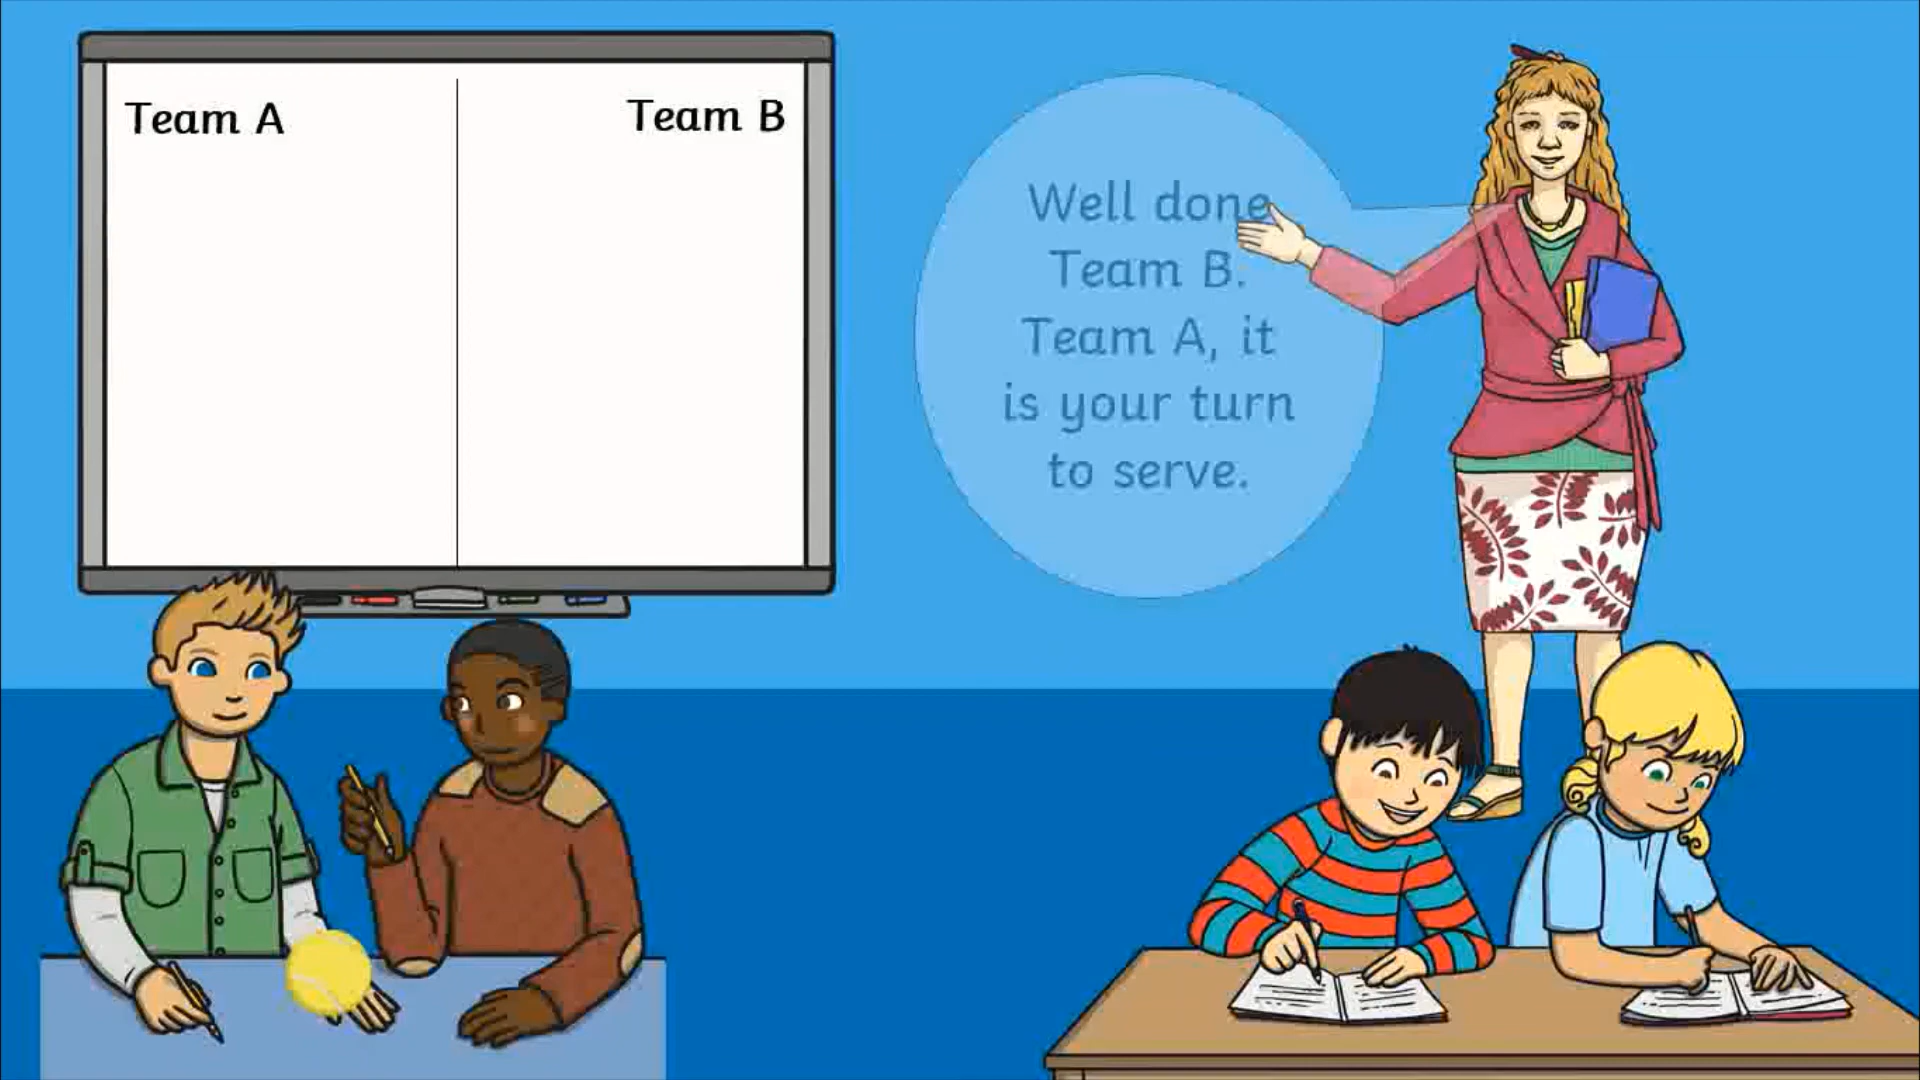 Team A
Team B
Well done
Team B.
Team A, it
is your turn
to serve.